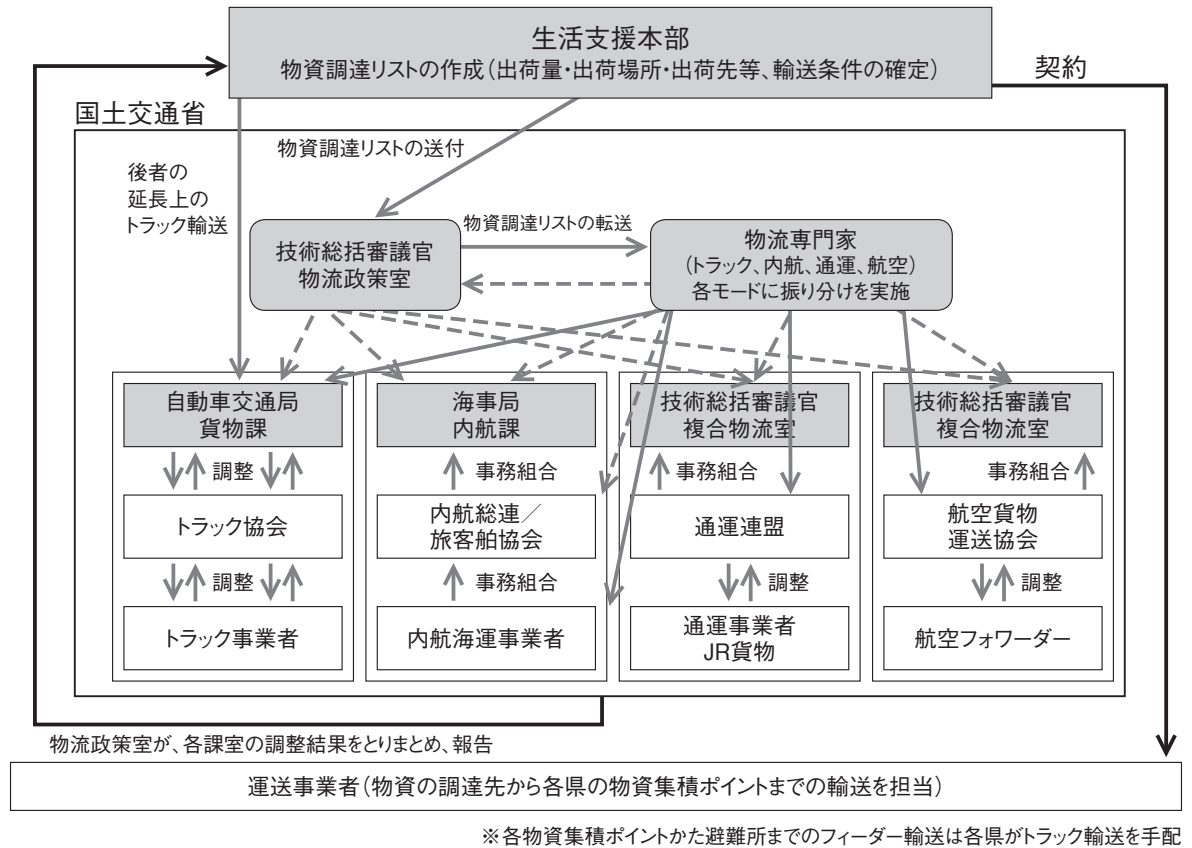 生活支援本部
物資調達リストの作成（出荷量・出荷場所・出荷先等、輸送条件の確定）
契約
国土交通省
物資調達リストの送付
後者の
延長上の
トラック輸送
技術総括審議官
物流政策室
物資調達リストの転送
物流専門家
（トラック、内航、通運、航空）
各モードに振り分けを実施
自動車交通局
貨物課
調整
トラック協会
調整
トラック事業者
海事局
内航課
事務組合
内航総連／
旅客舶協会
事務組合
内航海運事業者
技術総括審議官
複合物流室
事務組合
通運連盟
調整
通運事業者
JR貨物
技術総括審議官
複合物流室
事務組合
航空貨物
運送協会
調整
航空フォワーダー
物流政策室が、各課室の調整結果をとりまとめ、報告
運送事業者（物資の調達先から各県の物資集積ポイントまでの輸送を担当）
※各物資集積ポイントかた避難所までのフィーダー輸送は各県がトラック輸送を手配